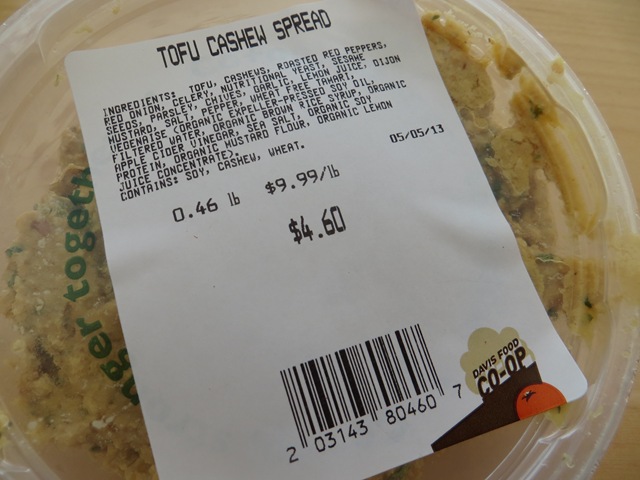 TOFU CASHEW SPREAD
INGREDIENTS: TOFU, CASHEWS, ROASTED RED PEPPERS,
RED ONION, CELERY, NUTRITIONAL YEAST, SESAME
SEEDS, PARSLEY, CHIVES, GARLIC, LEMON JUICE, DIJON
MUSTARD, SALT, PEPPER, WHEAT FREE TAMARI,
VEGENAISE (ORGANIC EXPELLER-PRESSED SOY OIL,
FILTERED WATER, ORGANIC BROWN RICE SYRUP, ORGANIC
APPLE CIDER VINEGAR, SEA SALT, ORGANIC SOY
PROTEIN, ORGANIC MUSTARD FLOUR, ORGANIC LEMON
JUICE CONCENTRATE).
CONTAINS: SOY, CASHEW, WHEAT.
05/05/13
0.46 lb $9.99/lb
$4.60
2 03143 80460 7
DAVIS FOOD
CO-OP
ger togeth